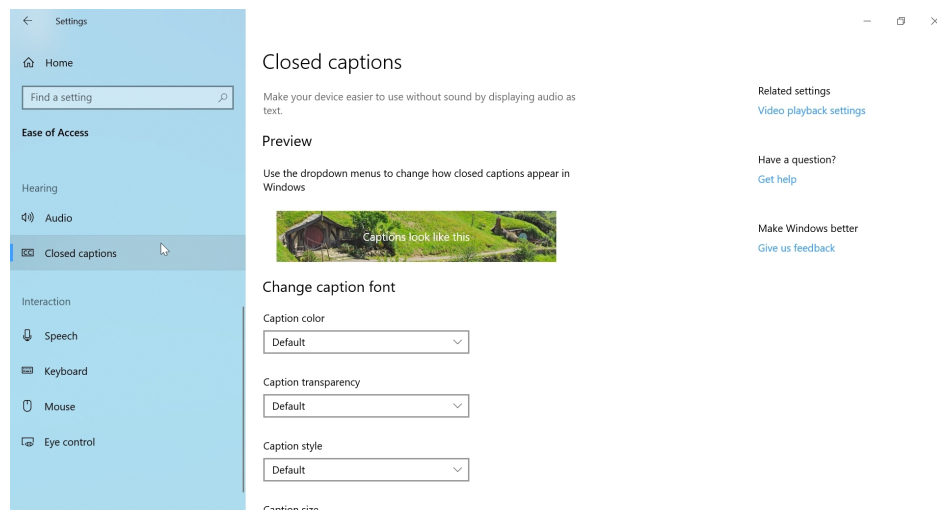 Settings
Home
Find a setting
Ease of Access
Hearing
Audio
Closed captions
Interaction
Speech
Keyboard
Mouse
Eye control
Closed captions
Make your device easier to use without sound by displaying audio as
text.
Preview
Use the dropdown menus to change how closed captions appear in
Windows
Captions look like this
Change caption font
Caption color
Default
Caption transparency
Default
Caption style
Default
Caption size
Related settings
Video playback settings
Have a question?
Get help
Make Windows better
Give us feedback